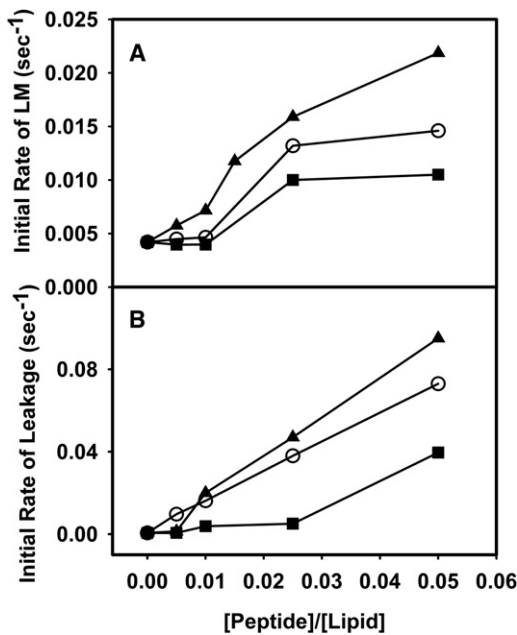 A
Initial Rate of LM (sec-1)
0.025
0.020
0.015
0.010
0.005
0.000
B
Initial Rate of Leakage (sec-1)
0.08
0.04
0.00
0.00 0.01 0.02 0.03 0.04 0.05 0.06
[Peptide]/[Lipid]